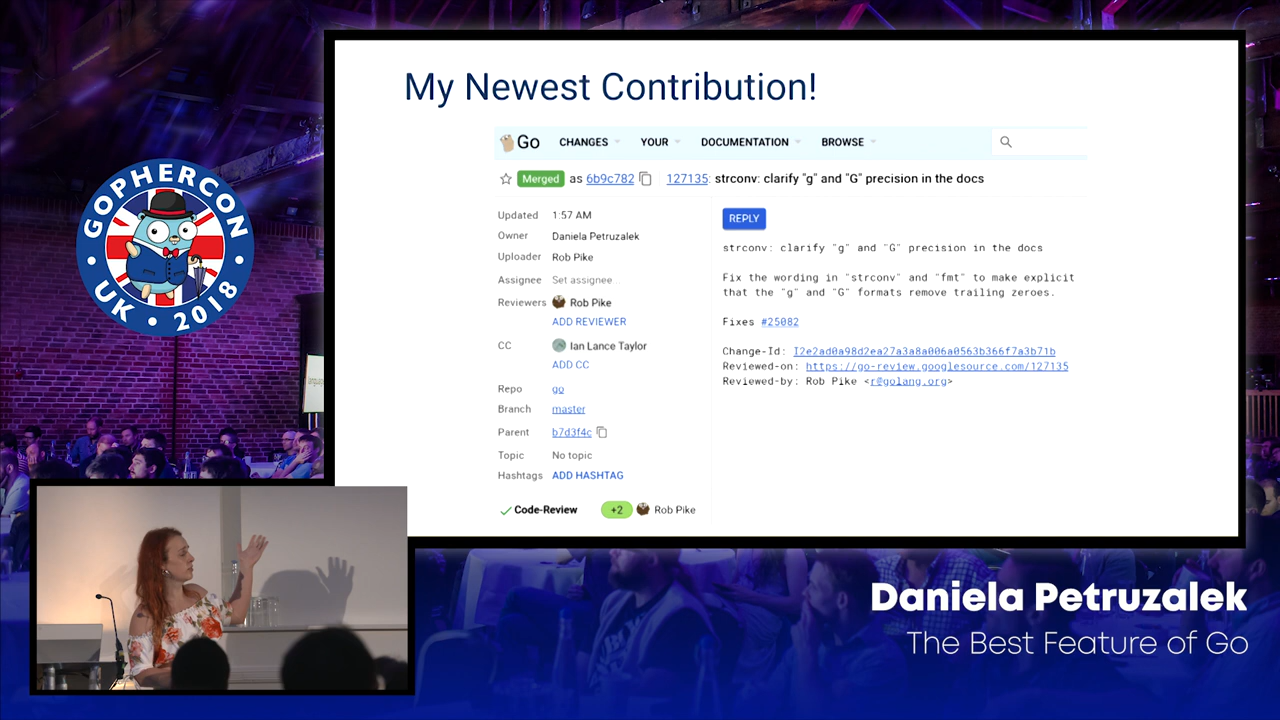 My Newest Contribution!
Go CHANGES YOUR DOCUMENTATION BROWSE
Merged as 6b9c782 127135: strconv: clarify "g" and "G" precision in the docs
Updated 1:57 AM
Owner Daniela Petruzalek
Uploader Rob Pike
Assignee Set assignee...
Reviewers Rob Pike
ADD REVIEWER
CC Ian Lance Taylor
ADD CC
Repo go
Branch master
Parent b7d3f4c
Topic No topic
Hashtags ADD HASHTAG
Code-Review +2 Rob Pike
REPLY
strconv: clarify "g" and "G" precision in the docs
Fix the wording in "strconv" and "fmt" to make explicit
that the "g" and "G" formats remove trailing zeroes.
Fixes #25082
Change-Id: I2e2ad0a98d2ea27a3a8a006a0563b366f7a3b71b
Reviewed-on: https://go-review.googlesource.com/127135
Reviewed-by: Rob Pike <r@golang.org>
GOPHERCON
UK 2018
Daniela Petruzalek
The Best Feature of Go